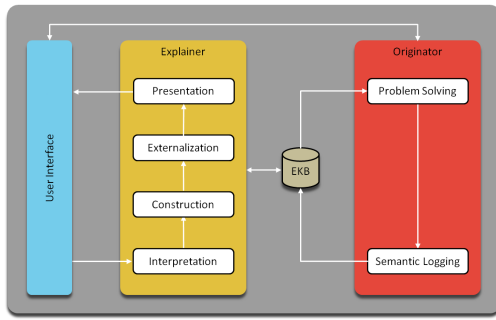 Explainer
Originator
User Interface
Presentation
Externalization
Construction
Interpretation
EKB
Problem Solving
Semantic Logging